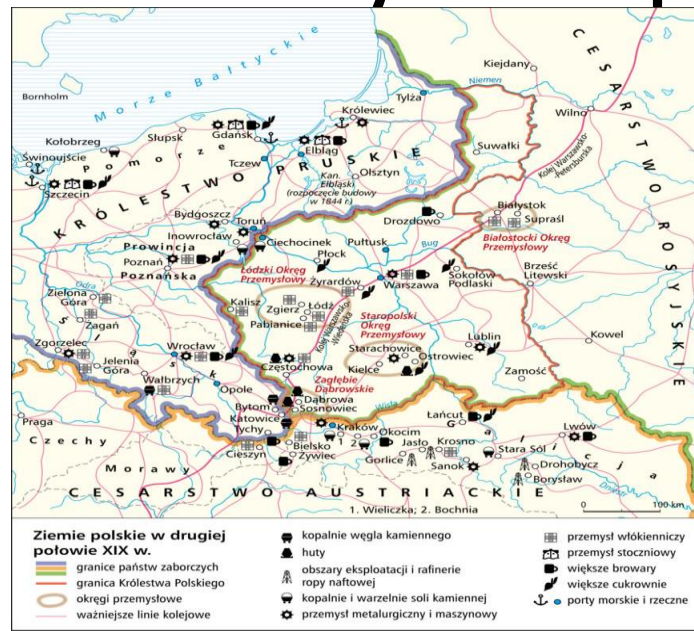 Bornholm
Morze Bałtyckie
Kiejdany
CESARSTWO ROSYJSKIE
Niemen
Tylża
Wilno
Królewiec
Kołobrzeg
Słupsk
Gdańsk
Elbląg
Suwałki
Świnoujście
Pomorze
Tczew
KRÓLESTWO PRUSKIE
Kan.
Elbląski
(rozpoczęcie budowy
w 1844 r.)
Olsztyn
Kolej Warszawsko-
Petersburska
Szczecin
Bydgoszcz
Toruń
Drozdowo
Białystok
Supraśl
Inowrocław
Ciechocinek
Białostocki Okręg
Przemysłowy
Prowincja
Poznańska
Poznań
Płock
Pułtusk
Bug
Łódzki Okręg
Przemysłowy
Żyrardów
Warszawa
Sokołów
Podlaski
Brześć
Litewski
Odra
Zielona
Góra
Kalisz
Zgierz
Łódź
Pabianice
Kolej Warszawsko-
Wiedeńska
Staropolski
Okręg
Przemysłowy
Żagań
Śląsk
Zgorzelec
Wrocław
Starachowice
Lublin
Kowel
Jelenia
Góra
Częstochowa
Kielce
Ostrowiec
Zamość
Wałbrzych
Opole
Zagłębie
Dąbrowskie
Dąbrowa
Sosnowiec
Bytom
Katowice
Tychy
Wisła
Łańcut
Galicja
Praga
Kraków
1
2
Okocim
Lwów
Czechy
Cieszyn
Bielsko
Żywiec
Jasło
Krosno
Gorlice
Sanok
Stara Sól
Drohobycz
Borysław
Morawy
Dniestr
CESARSTWO AUSTRIACKIE
1. Wieliczka; 2. Bochnia
0 100 km
Ziemie polskie w drugiej
połowie XIX w.
granice państw zaborczych
granica Królestwa Polskiego
okręgi przemysłowe
ważniejsze linie kolejowe
kopalnie węgla kamiennego
huty
obszary eksploatacji i rafinerie
ropy naftowej
kopalnie i warzelnie soli kamiennej
przemysł metalurgiczny i maszynowy
przemysł włókienniczy
przemysł stoczniowy
większe browary
większe cukrownie
porty morskie i rzeczne